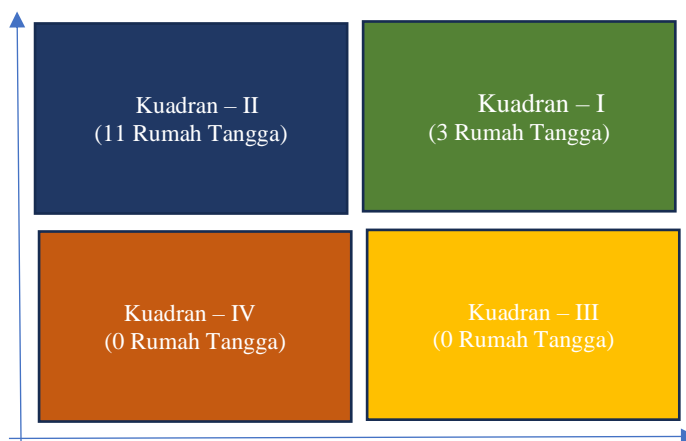 Kuadran – II
(11 Rumah Tangga)
Kuadran – I
(3 Rumah Tangga)
Kuadran – IV
(0 Rumah Tangga)
Kuadran – III
(0 Rumah Tangga)